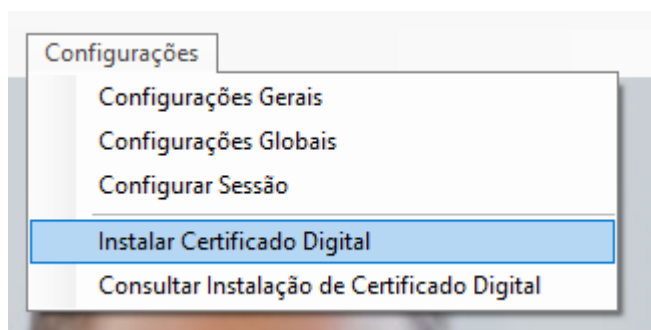 Configurações
Configurações Gerais
Configurações Globais
Configurar Sessão
Instalar Certificado Digital
Consultar Instalação de Certificado Digital